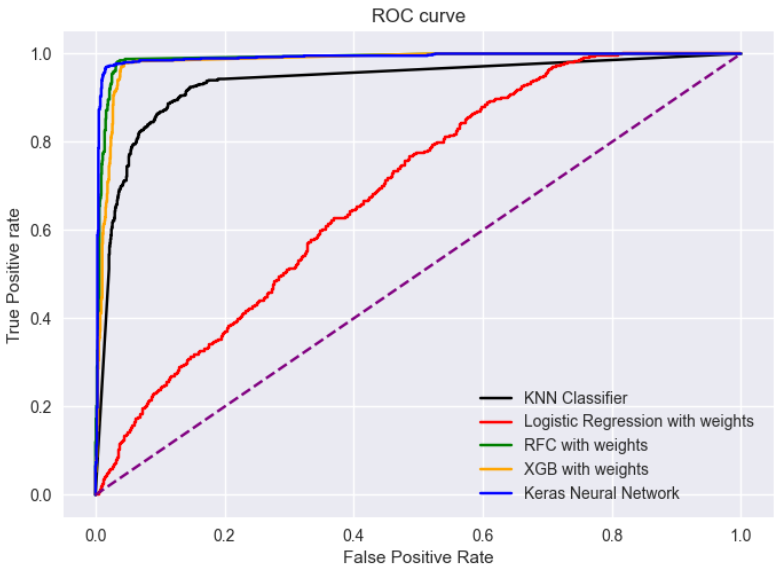 ROC curve
1.0
0.8
0.6
0.4
0.2
0.0
True Positive rate
KNN Classifier
Logistic Regression with weights
RFC with weights
XGB with weights
Keras Neural Network
0.0 0.2 0.4 0.6 0.8 1.0
False Positive Rate